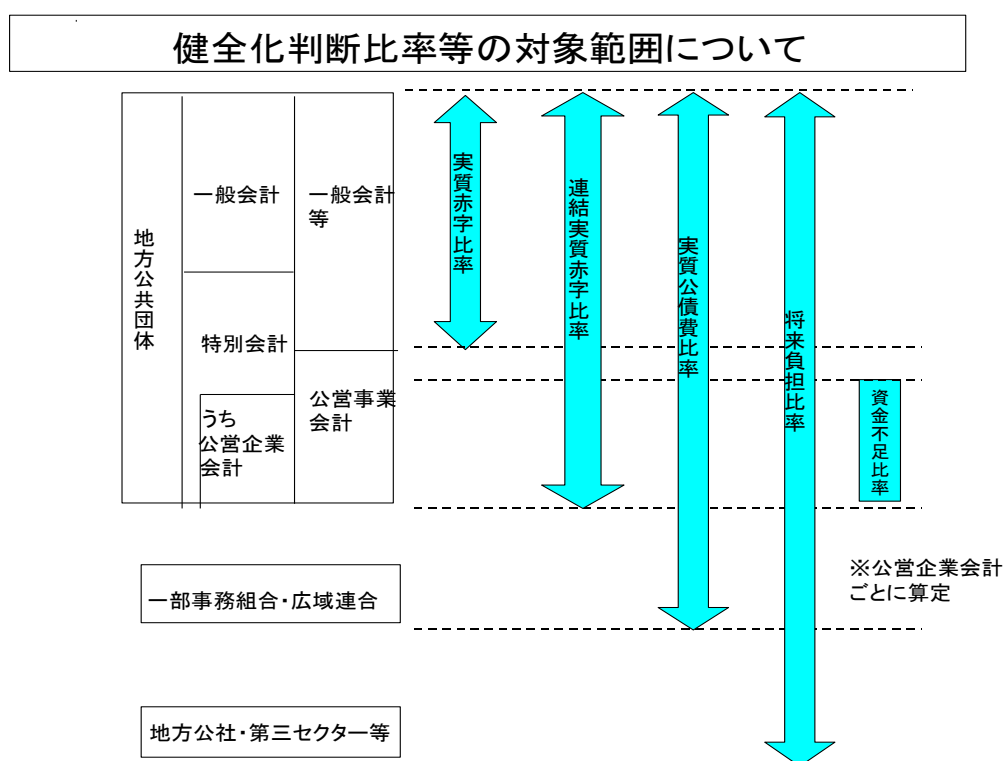 健全化判断比率等の対象範囲について
地方公共団体
一般会計
一般会計
等
特別会計
うち
公営企業
会計
公営事業
会計
実質赤字比率
連結実質赤字比率
実質公債費比率
将来負担比率
資金不足比率
※公営企業会計
ごとに算定
一部事務組合・広域連合
地方公社・第三セクター等